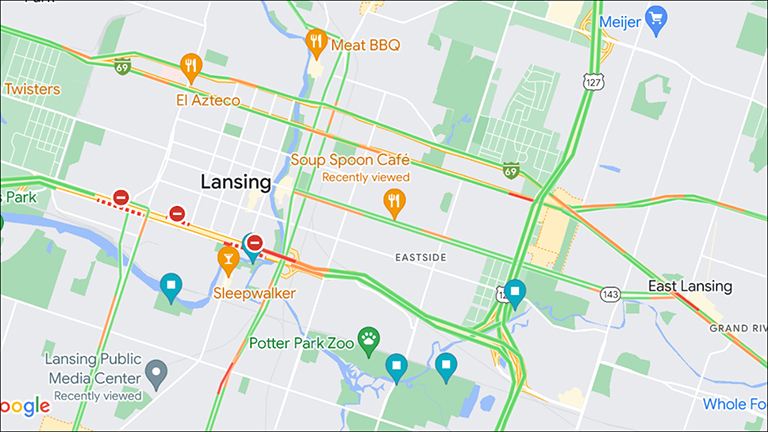 Park
Meijer
Meat BBQ
69
127
Twisters
El Azteco
Soup Spoon Café
Recently viewed
69
Lansing
s Park
EASTSIDE
East Lansing
143
Sleepwalker
GRAND RIV
Potter Park Zoo
Lansing Public
Media Center
Recently viewed
Whole Fo
oogle